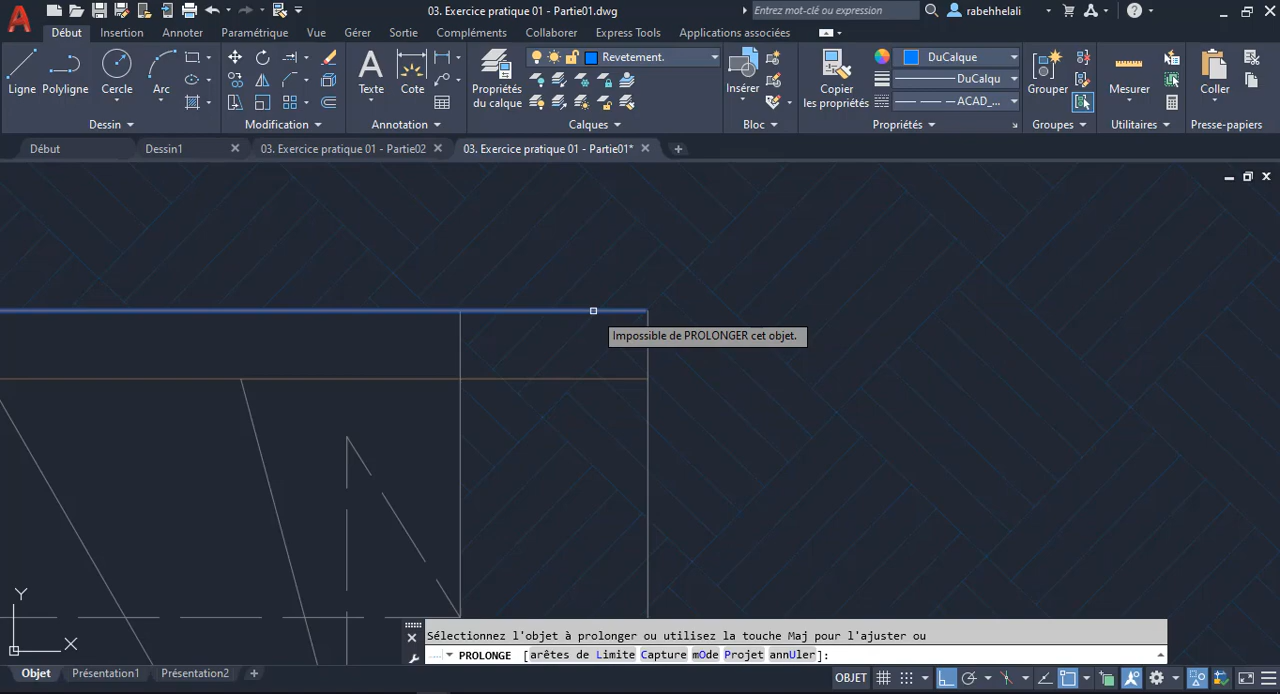 03. Exercice pratique 01 - Partie01.dwg
Entrez mot-clé ou expression
rabehhelali
Début Insertion Annoter Paramétrique Vue Gérer Sortie Compléments Collaborer Express Tools Applications associées
Ligne Polyligne Cercle Arc
Texte Cote
Propriétés du calque
Revetement.
Insérer
Copier les propriétés
DuCalque
DuCalqu
ACAD_...
Grouper
Mesurer
Coller
Dessin Modification Annotation Calques Bloc Propriétés Groupes Utilitaires Presse-papiers
Début Dessin1 03. Exercice pratique 01 - Partie02 03. Exercice pratique 01 - Partie01*
Impossible de PROLONGER cet objet.
Y
X
Sélectionnez l'objet à prolonger ou utilisez la touche Maj pour l'ajuster ou
PROLONGE [arêtes de Limite Capture mOde Projet annUler]:
Objet Présentation1 Présentation2
OBJET